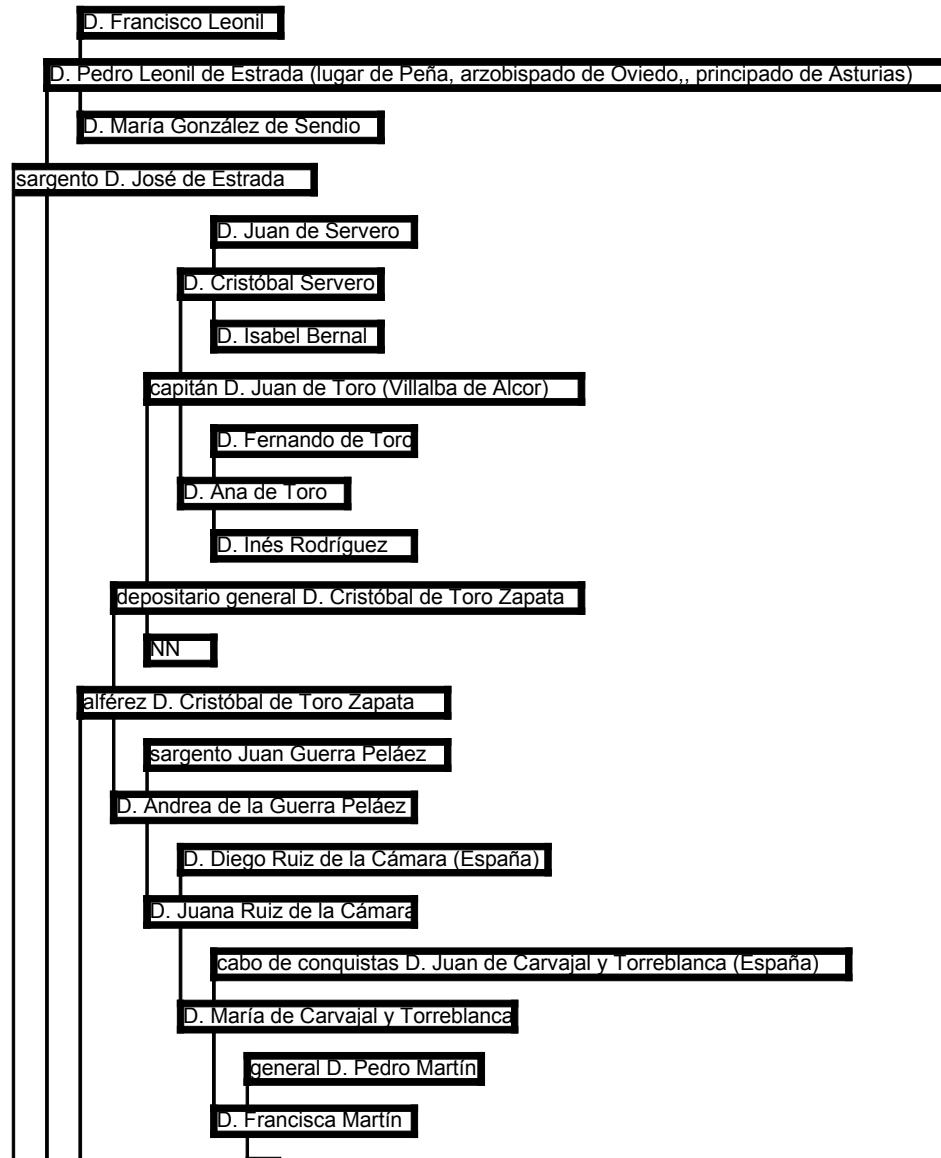 D. Francisco Leonil
D. Pedro Leonil de Estrada (lugar de Peña, arzobispado de Oviedo,, principado de Asturias)
D. María González de Sendio
sargento D. José de Estrada
D. Juan de Servero
D. Cristóbal Servero
D. Isabel Bernal
capitán D. Juan de Toro (Villalba de Alcor)
D. Fernando de Toro
D. Ana de Toro
D. Inés Rodríguez
depositario general D. Cristóbal de Toro Zapata
NN
alférez D. Cristóbal de Toro Zapata
sargento Juan Guerra Peláez
D. Andrea de la Guerra Peláez
D. Diego Ruiz de la Cámara (España)
D. Juana Ruiz de la Cámara
cabo de conquistas D. Juan de Carvajal y Torreblanca (España)
D. María de Carvajal y Torreblanca
general D. Pedro Martín
D. Francisca Martín